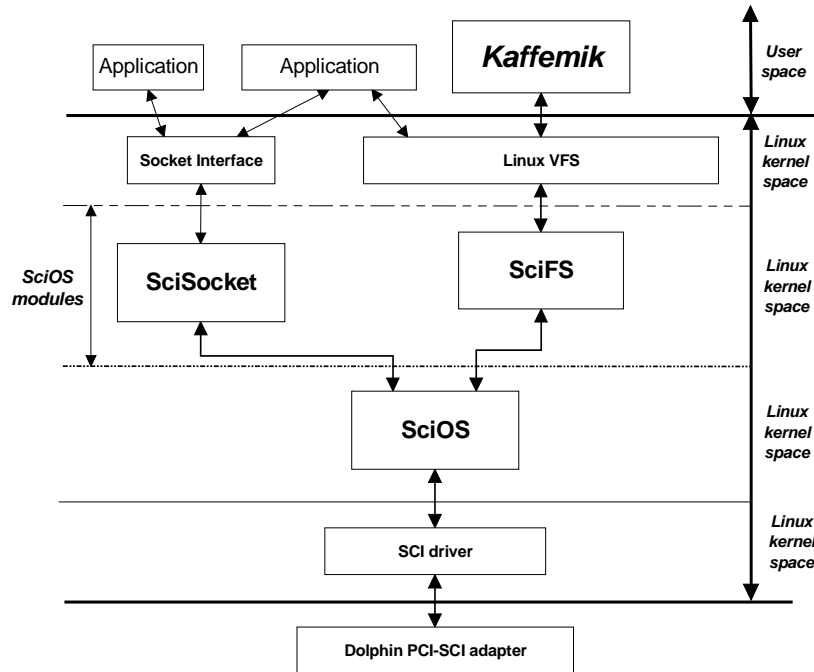 Application
Application
Kaffemik
User
space
Socket Interface
Linux VFS
Linux
kernel
space
SciOS
modules
SciSocket
SciFS
Linux
kernel
space
SciOS
Linux
kernel
space
SCI driver
Linux
kernel
space
Dolphin PCI-SCI adapter